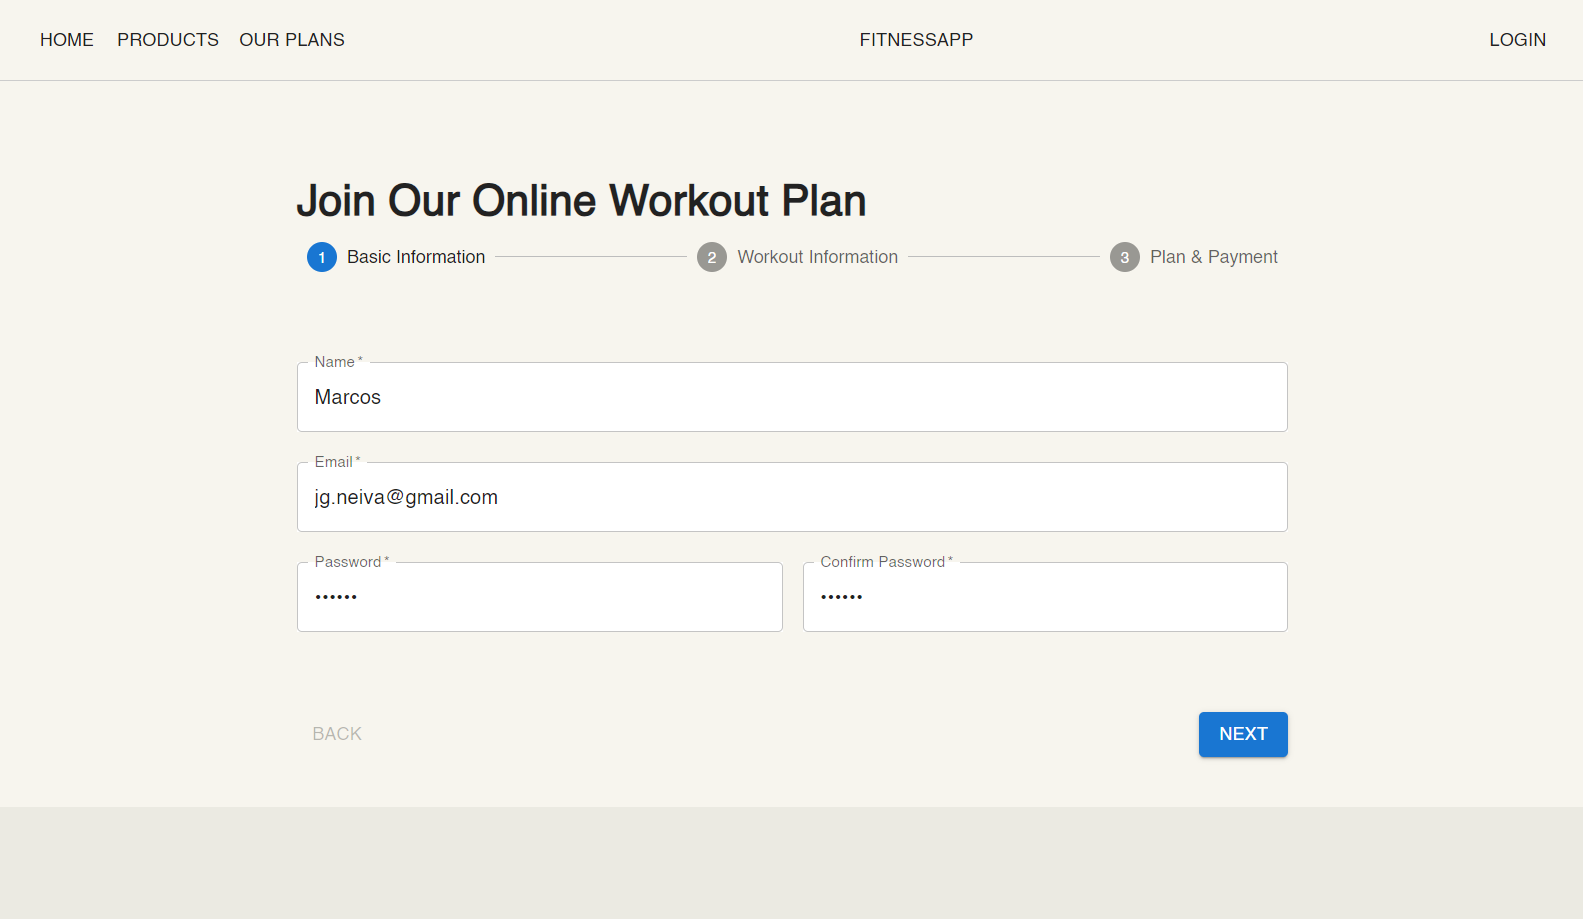 HOME PRODUCTS OUR PLANS FITNESSAPP LOGIN
Join Our Online Workout Plan
1 Basic Information 2 Workout Information 3 Plan & Payment
Name *
Marcos
Email *
jg.neiva@gmail.com
Password * Confirm Password *
•••••• ••••••
BACK NEXT